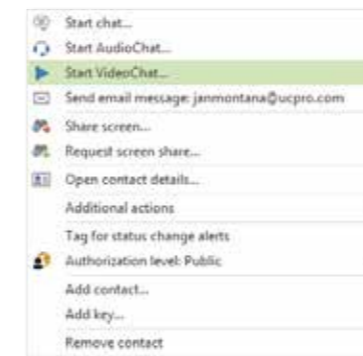 Start chat...
Start AudioChat...
Start VideoChat...
Send email message: janmontana@ucpro.com
Share screen...
Request screen share...
Open contact details...
Additional actions
Tag for status change alerts
Authorization level: Public
Add contact...
Add key...
Remove contact